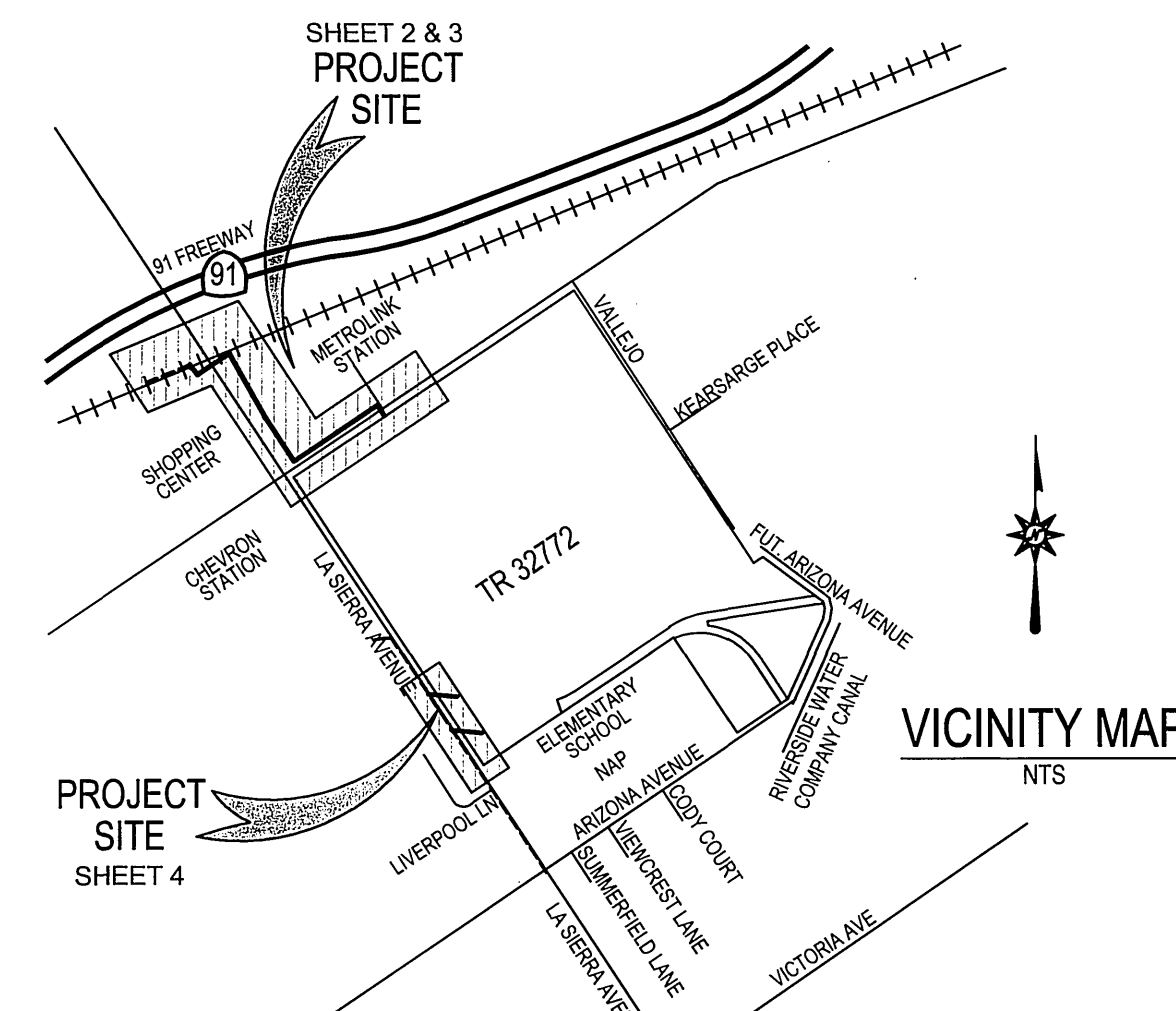 SHEET 2 & 3
PROJECT
SITE
91 FREEWAY
91
METROLINK
STATION
VALLEJO
KEARSARGE PLACE
SHOPPING
CENTER
CHEVRON
STATION
TR 32772
LA SIERRA AVENUE
FUT. ARIZONA AVENUE
N
RIVERSIDE WATER
COMPANY CANAL
ELEMENTARY
SCHOOL
NAP
VICINITY MAP
NTS
PROJECT
SITE
SHEET 4
LIVERPOOL LN
ARIZONA AVENUE
CODY COURT
VIEWCREST LANE
SUMMERFIELD LANE
LA SIERRA AVE
VICTORIA AVE